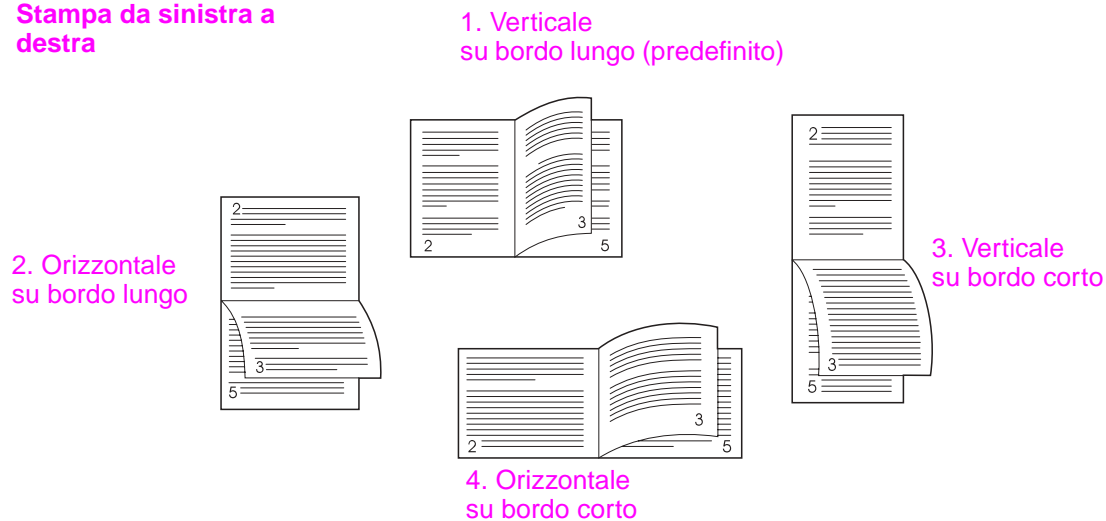 Stampa da sinistra a
destra
1. Verticale
su bordo lungo (predefinito)
2
3
5
2. Orizzontale
su bordo lungo
2
3
5
3. Verticale
su bordo corto
2
3
5
4. Orizzontale
su bordo corto
2
3
5